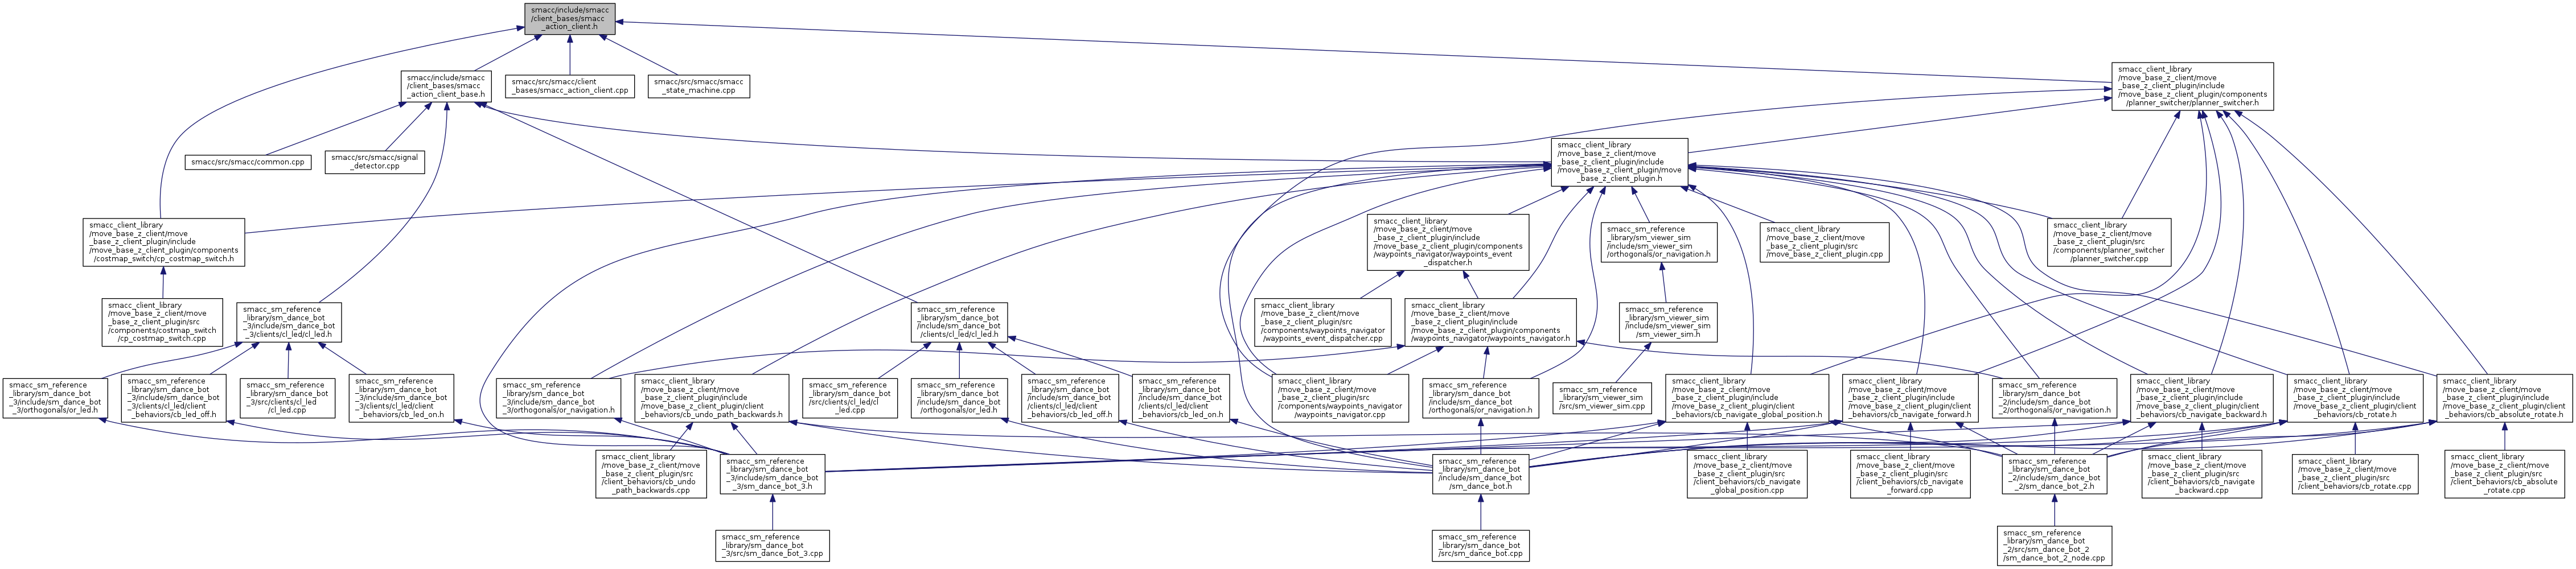 smacc/include/smacc
/client_bases/smacc
_action_client.h
smacc/include/smacc
/client_bases/smacc
_action_client_base.h
smacc/src/smacc/client
_bases/smacc_action_client.cpp
smacc/src/smacc/smacc
_state_machine.cpp
smacc_client_library
/move_base_z_client/move
_base_z_client_plugin/include
/move_base_z_client_plugin/components
/planner_switcher/planner_switcher.h
smacc/src/smacc/common.cpp
smacc/src/smacc/signal
_detector.cpp
smacc_client_library
/move_base_z_client/move
_base_z_client_plugin/include
/move_base_z_client_plugin/move
_base_z_client_plugin.h
smacc_client_library
/move_base_z_client/move
_base_z_client_plugin/include
/move_base_z_client_plugin/components
/costmap_switch/cp_costmap_switch.h
smacc_client_library
/move_base_z_client/move
_base_z_client_plugin/include
/move_base_z_client_plugin/components
/waypoints_navigator/waypoints_event
_dispatcher.h
smacc_sm_reference
_library/sm_viewer_sim
/include/sm_viewer_sim
/orthogonals/or_navigation.h
smacc_client_library
/move_base_z_client/move
_base_z_client_plugin/src
/move_base_z_client_plugin.cpp
smacc_client_library
/move_base_z_client/move
_base_z_client_plugin/src
/components/planner_switcher
/planner_switcher.cpp
smacc_client_library
/move_base_z_client/move
_base_z_client_plugin/src
/components/costmap_switch
/cp_costmap_switch.cpp
smacc_sm_reference
_library/sm_dance_bot
_3/include/sm_dance_bot
_3/clients/cl_led/cl_led.h
smacc_sm_reference
_library/sm_dance_bot
/include/sm_dance_bot
/clients/cl_led/cl_led.h
smacc_client_library
/move_base_z_client/move
_base_z_client_plugin/src
/components/waypoints_navigator
/waypoints_event_dispatcher.cpp
smacc_client_library
/move_base_z_client/move
_base_z_client_plugin/include
/move_base_z_client_plugin/components
/waypoints_navigator/waypoints_navigator.h
smacc_sm_reference
_library/sm_viewer_sim
/include/sm_viewer_sim
/sm_viewer_sim.h
smacc_sm_reference
_library/sm_dance_bot
_3/include/sm_dance_bot
_3/orthogonals/or_led.h
smacc_sm_reference
_library/sm_dance_bot
_3/include/sm_dance_bot
_3/clients/cl_led/client
_behaviors/cb_led_off.h
smacc_sm_reference
_library/sm_dance_bot
_3/src/clients/cl_led
/cl_led.cpp
smacc_sm_reference
_library/sm_dance_bot
_3/include/sm_dance_bot
_3/clients/cl_led/client
_behaviors/cb_led_on.h
smacc_sm_reference
_library/sm_dance_bot
_3/include/sm_dance_bot
_3/orthogonals/or_navigation.h
smacc_client_library
/move_base_z_client/move
_base_z_client_plugin/include
/move_base_z_client_plugin/client
_behaviors/cb_undo_path_backwards.h
smacc_sm_reference
_library/sm_dance_bot
/src/clients/cl_led/cl
_led.cpp
smacc_sm_reference
_library/sm_dance_bot
/include/sm_dance_bot
/orthogonals/or_led.h
smacc_sm_reference
_library/sm_dance_bot
/include/sm_dance_bot
/clients/cl_led/client
_behaviors/cb_led_off.h
smacc_sm_reference
_library/sm_dance_bot
/include/sm_dance_bot
/clients/cl_led/client
_behaviors/cb_led_on.h
smacc_client_library
/move_base_z_client/move
_base_z_client_plugin/src
/components/waypoints_navigator
/waypoints_navigator.cpp
smacc_sm_reference
_library/sm_dance_bot
/include/sm_dance_bot
/orthogonals/or_navigation.h
smacc_sm_reference
_library/sm_viewer_sim
/src/sm_viewer_sim.cpp
smacc_client_library
/move_base_z_client/move
_base_z_client_plugin/include
/move_base_z_client_plugin/client
_behaviors/cb_navigate_global_position.h
smacc_client_library
/move_base_z_client/move
_base_z_client_plugin/include
/move_base_z_client_plugin/client
_behaviors/cb_navigate_forward.h
smacc_sm_reference
_library/sm_dance_bot
_2/include/sm_dance_bot
_2/orthogonals/or_navigation.h
smacc_client_library
/move_base_z_client/move
_base_z_client_plugin/include
/move_base_z_client_plugin/client
_behaviors/cb_navigate_backward.h
smacc_client_library
/move_base_z_client/move
_base_z_client_plugin/include
/move_base_z_client_plugin/client
_behaviors/cb_rotate.h
smacc_client_library
/move_base_z_client/move
_base_z_client_plugin/include
/move_base_z_client_plugin/client
_behaviors/cb_absolute_rotate.h
smacc_client_library
/move_base_z_client/move
_base_z_client_plugin/src
/client_behaviors/cb_undo
_path_backwards.cpp
smacc_sm_reference
_library/sm_dance_bot
_3/include/sm_dance_bot
_3/sm_dance_bot_3.h
smacc_sm_reference
_library/sm_dance_bot
/include/sm_dance_bot
/sm_dance_bot.h
smacc_client_library
/move_base_z_client/move
_base_z_client_plugin/src
/client_behaviors/cb_navigate
_global_position.cpp
smacc_client_library
/move_base_z_client/move
_base_z_client_plugin/src
/client_behaviors/cb_navigate
_forward.cpp
smacc_sm_reference
_library/sm_dance_bot
_2/include/sm_dance_bot
_2/sm_dance_bot_2.h
smacc_client_library
/move_base_z_client/move
_base_z_client_plugin/src
/client_behaviors/cb_navigate
_backward.cpp
smacc_client_library
/move_base_z_client/move
_base_z_client_plugin/src
/client_behaviors/cb_rotate.cpp
smacc_client_library
/move_base_z_client/move
_base_z_client_plugin/src
/client_behaviors/cb_absolute
_rotate.cpp
smacc_sm_reference
_library/sm_dance_bot
_3/src/sm_dance_bot_3.cpp
smacc_sm_reference
_library/sm_dance_bot
/src/sm_dance_bot.cpp
smacc_sm_reference
_library/sm_dance_bot
_2/src/sm_dance_bot_2
/sm_dance_bot_2_node.cpp